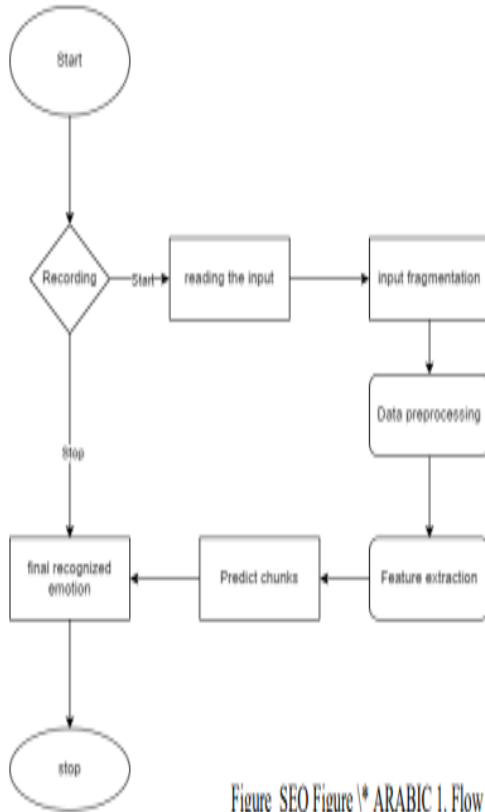 Start
Recording
Start
reading the input
input fragmentation
Data preprocessing
Stop
final recognized
emotion
Predict chunks
Feature extraction
stop
Figure SEQ Figure \* ARABIC 1. Flow